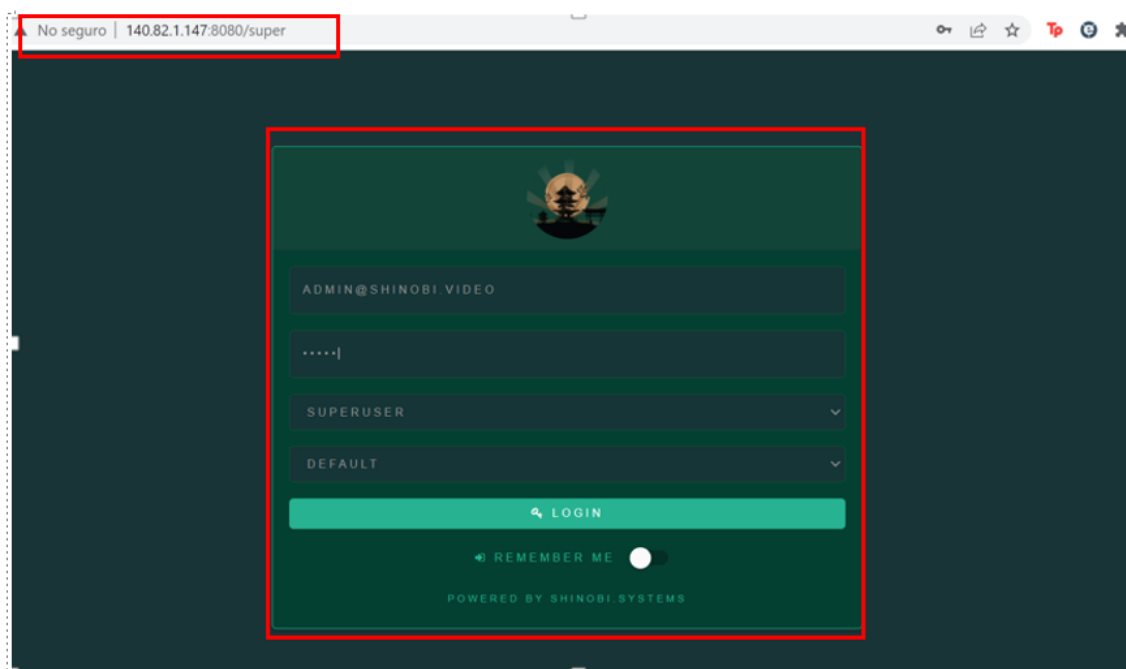 No seguro | 140.82.1.147:8080/super
Tp
ADMIN@SHINOBI.VIDEO
•••••
SUPERUSER
DEFAULT
LOGIN
REMEMBER ME
POWERED BY SHINOBI.SYSTEMS